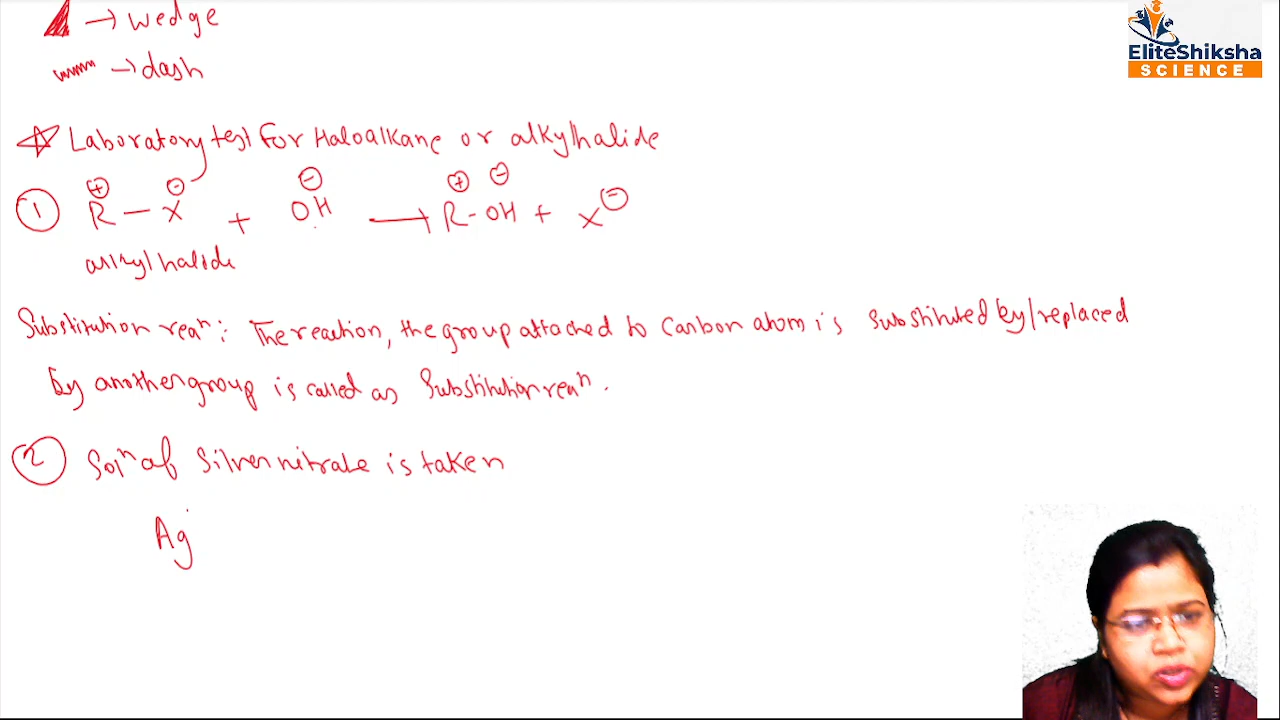 → wedge
→ dash
EliteShiksha
SCIENCE
☆ Laboratory test for Haloalkane or alkylhalide
① R⊕ — X⊖ + OH⊖ → R⊕-OH⊖ + X⊖
alkylhalide
Substitution reaⁿ: The reaction, the group attached to Carbon atom is substituted by/replaced
by another group is called as Substitution reaⁿ.
② Solⁿ of Silver nitrate is taken
Ag